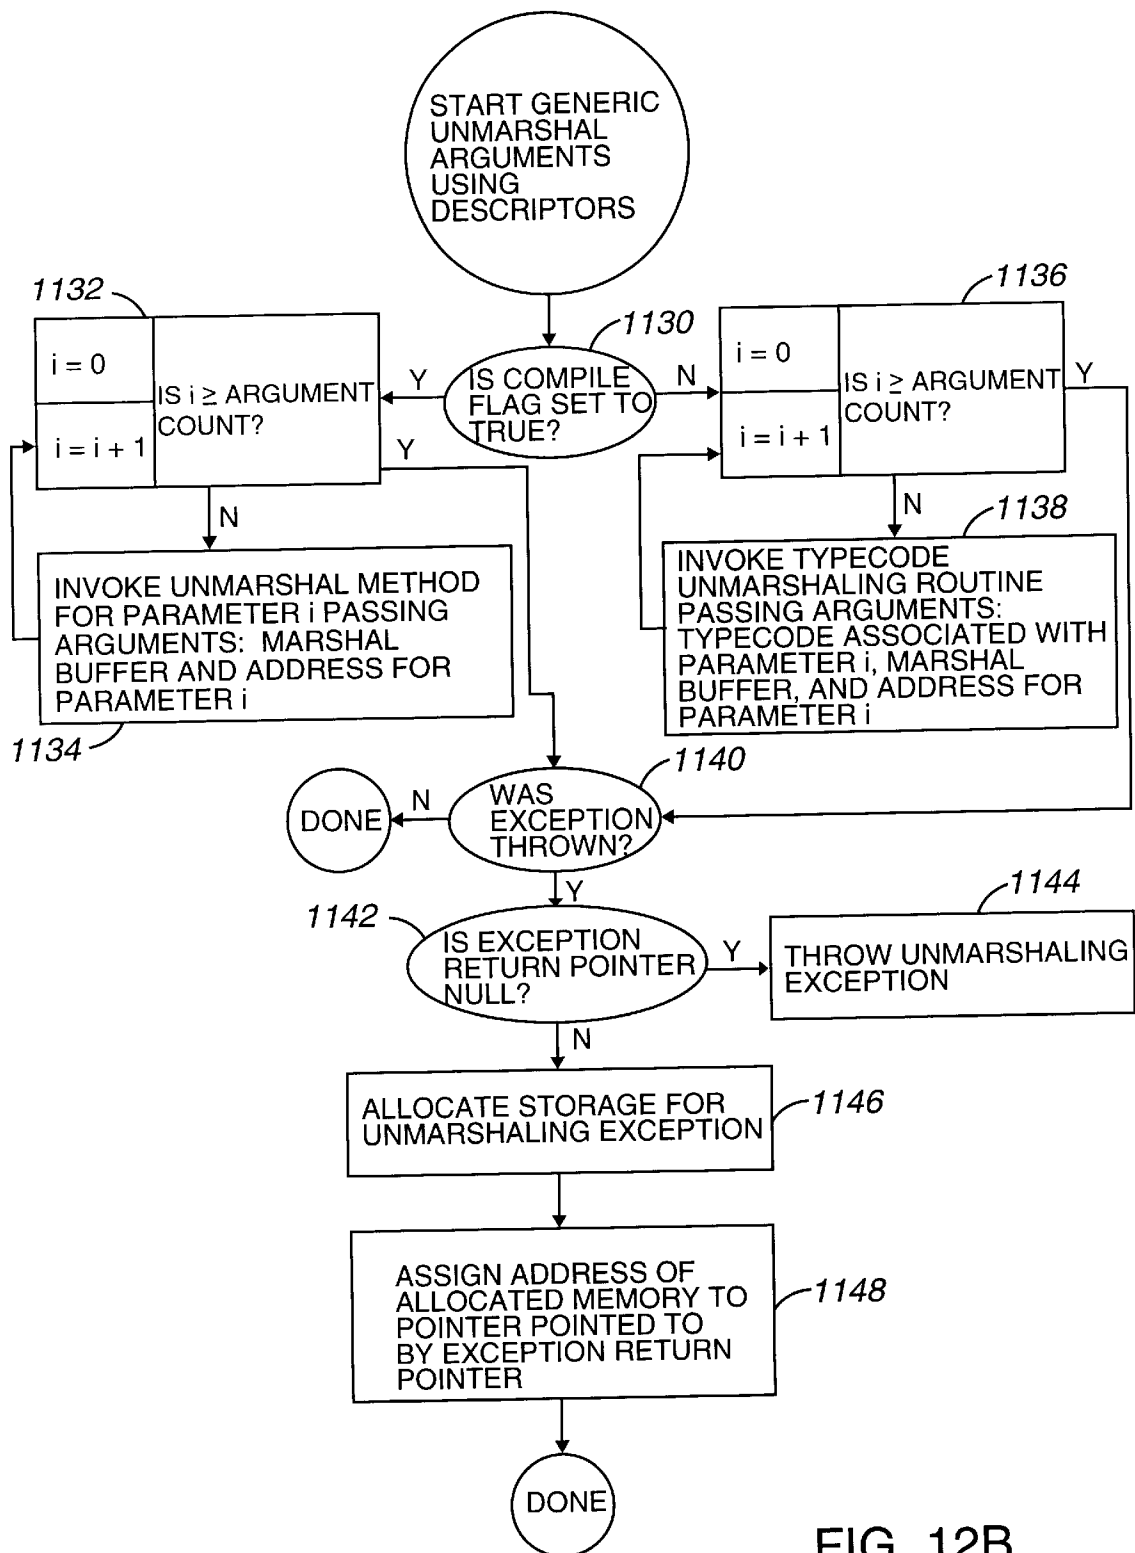 START GENERIC
UNMARSHAL
ARGUMENTS
USING
DESCRIPTORS
1132
1136
1130
i = 0
IS i ≥ ARGUMENT
COUNT?
i = i + 1
Y
IS COMPILE
FLAG SET TO
TRUE?
N
i = 0
IS i ≥ ARGUMENT
COUNT?
i = i + 1
Y
Y
N
N
1138
INVOKE UNMARSHAL METHOD
FOR PARAMETER i PASSING
ARGUMENTS: MARSHAL
BUFFER AND ADDRESS FOR
PARAMETER i
1134
INVOKE TYPECODE
UNMARSHALING ROUTINE
PASSING ARGUMENTS:
TYPECODE ASSOCIATED WITH
PARAMETER i, MARSHAL
BUFFER, AND ADDRESS FOR
PARAMETER i
1140
DONE
N
WAS
EXCEPTION
THROWN?
Y
1142
1144
IS EXCEPTION
RETURN POINTER
NULL?
Y
THROW UNMARSHALING
EXCEPTION
N
ALLOCATE STORAGE FOR
UNMARSHALING EXCEPTION
1146
ASSIGN ADDRESS OF
ALLOCATED MEMORY TO
POINTER POINTED TO
BY EXCEPTION RETURN
POINTER
1148
DONE
FIG. 12B